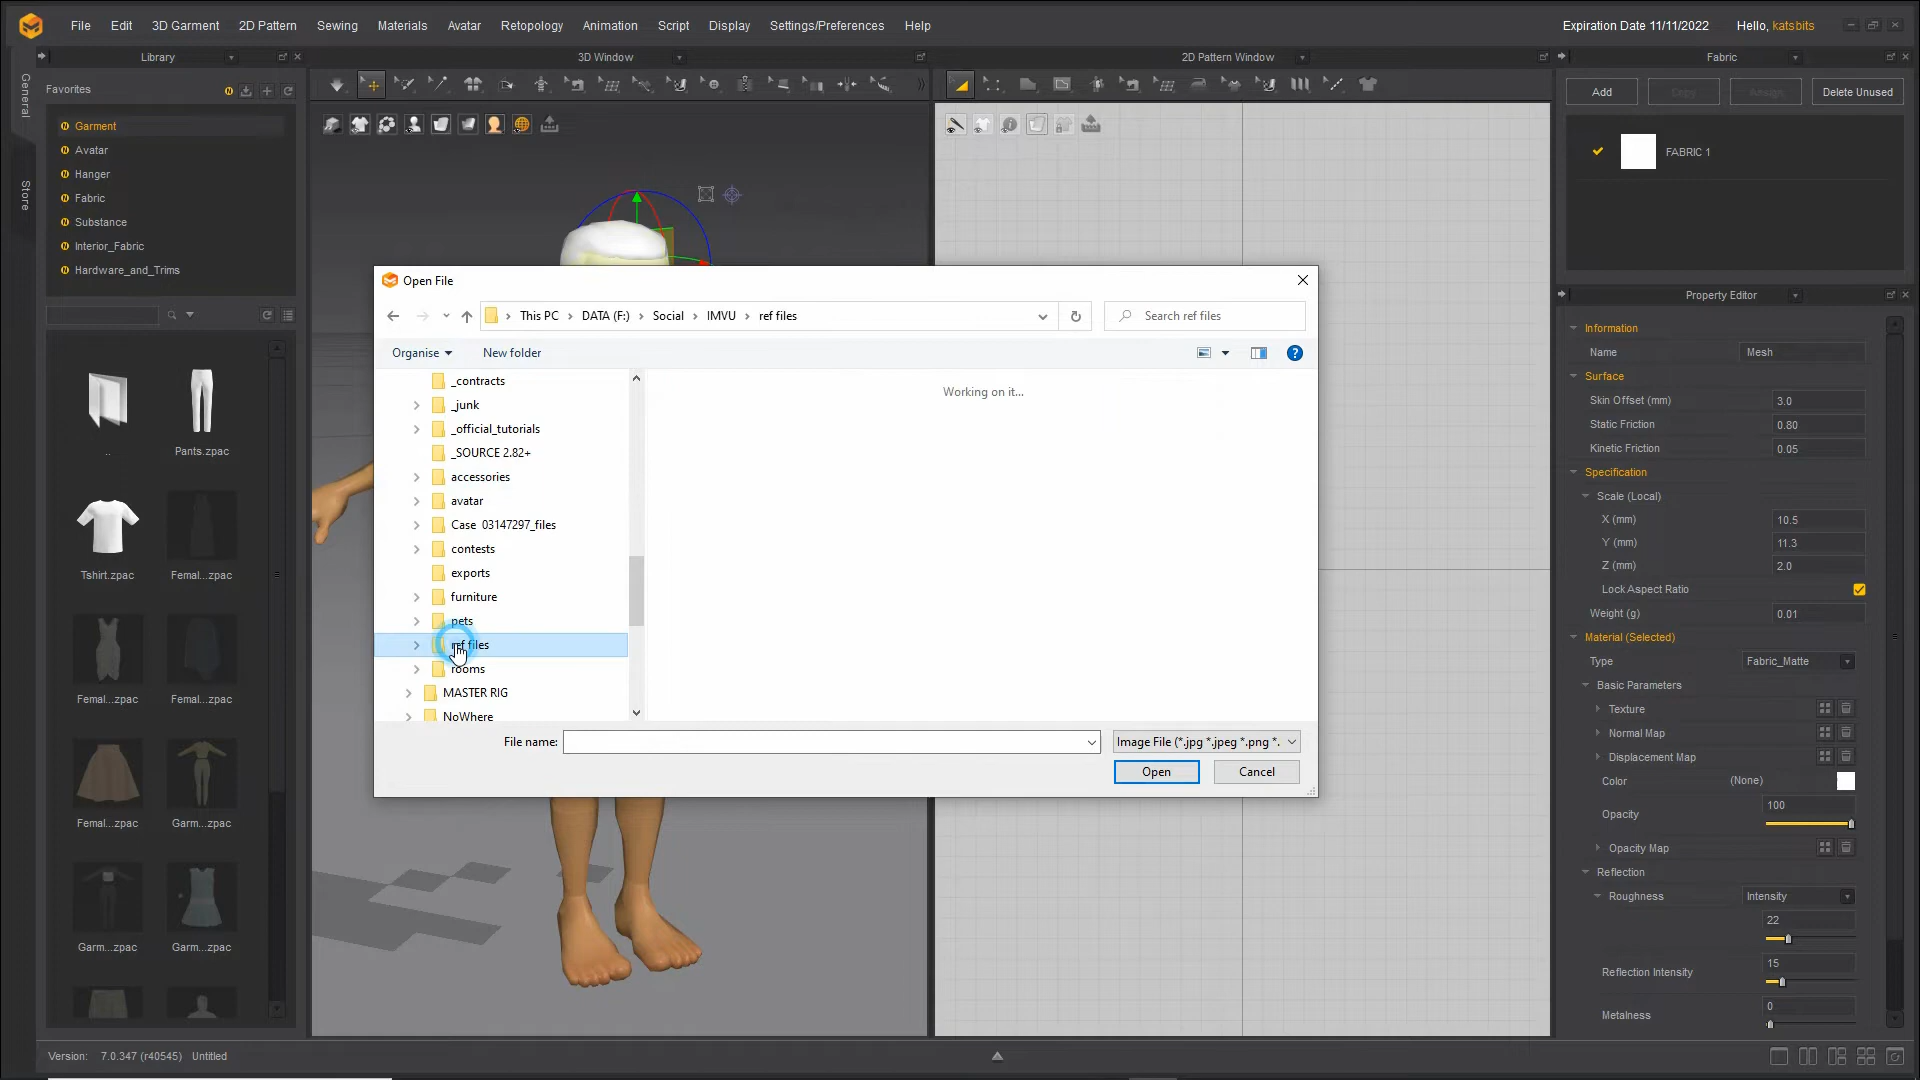 File Edit 3D Garment 2D Pattern Sewing Materials Avatar Retopology Animation Script Display Settings/Preferences Help Expiration Date 11/11/2022 Hello, katsbits
Library 3D Window 2D Pattern Window Fabric
General
Store
Favorites
Garment
Avatar
Hanger
Fabric
Substance
Interior_Fabric
Hardware_and_Trims
..
Pants.zpac
Tshirt.zpac
Femal...zpac
Femal...zpac
Femal...zpac
Femal...zpac
Garm...zpac
Garm...zpac
Garm...zpac
Open File
This PC DATA (F:) Social IMVU ref files
Search ref files
Organise New folder
_contracts
_junk
_official_tutorials
_SOURCE 2.82+
accessories
avatar
Case 03147297_files
contests
exports
furniture
pets
ref files
rooms
MASTER RIG
NoWhere
Working on it...
File name:
Image File (*.jpg *.jpeg *.png *.
Open Cancel
Add Copy Assign Delete Unused
FABRIC 1
Property Editor
Information
Name Mesh
Surface
Skin Offset (mm) 3.0
Static Friction 0.80
Kinetic Friction 0.05
Specification
Scale (Local)
X (mm) 10.5
Y (mm) 11.3
Z (mm) 2.0
Lock Aspect Ratio
Weight (g) 0.01
Material (Selected)
Type Fabric_Matte
Basic Parameters
Texture
Normal Map
Displacement Map
Color (None)
Opacity 100
Opacity Map
Reflection
Roughness Intensity
22
Reflection Intensity 15
Metalness 0
Version: 7.0.347 (r40545) Untitled